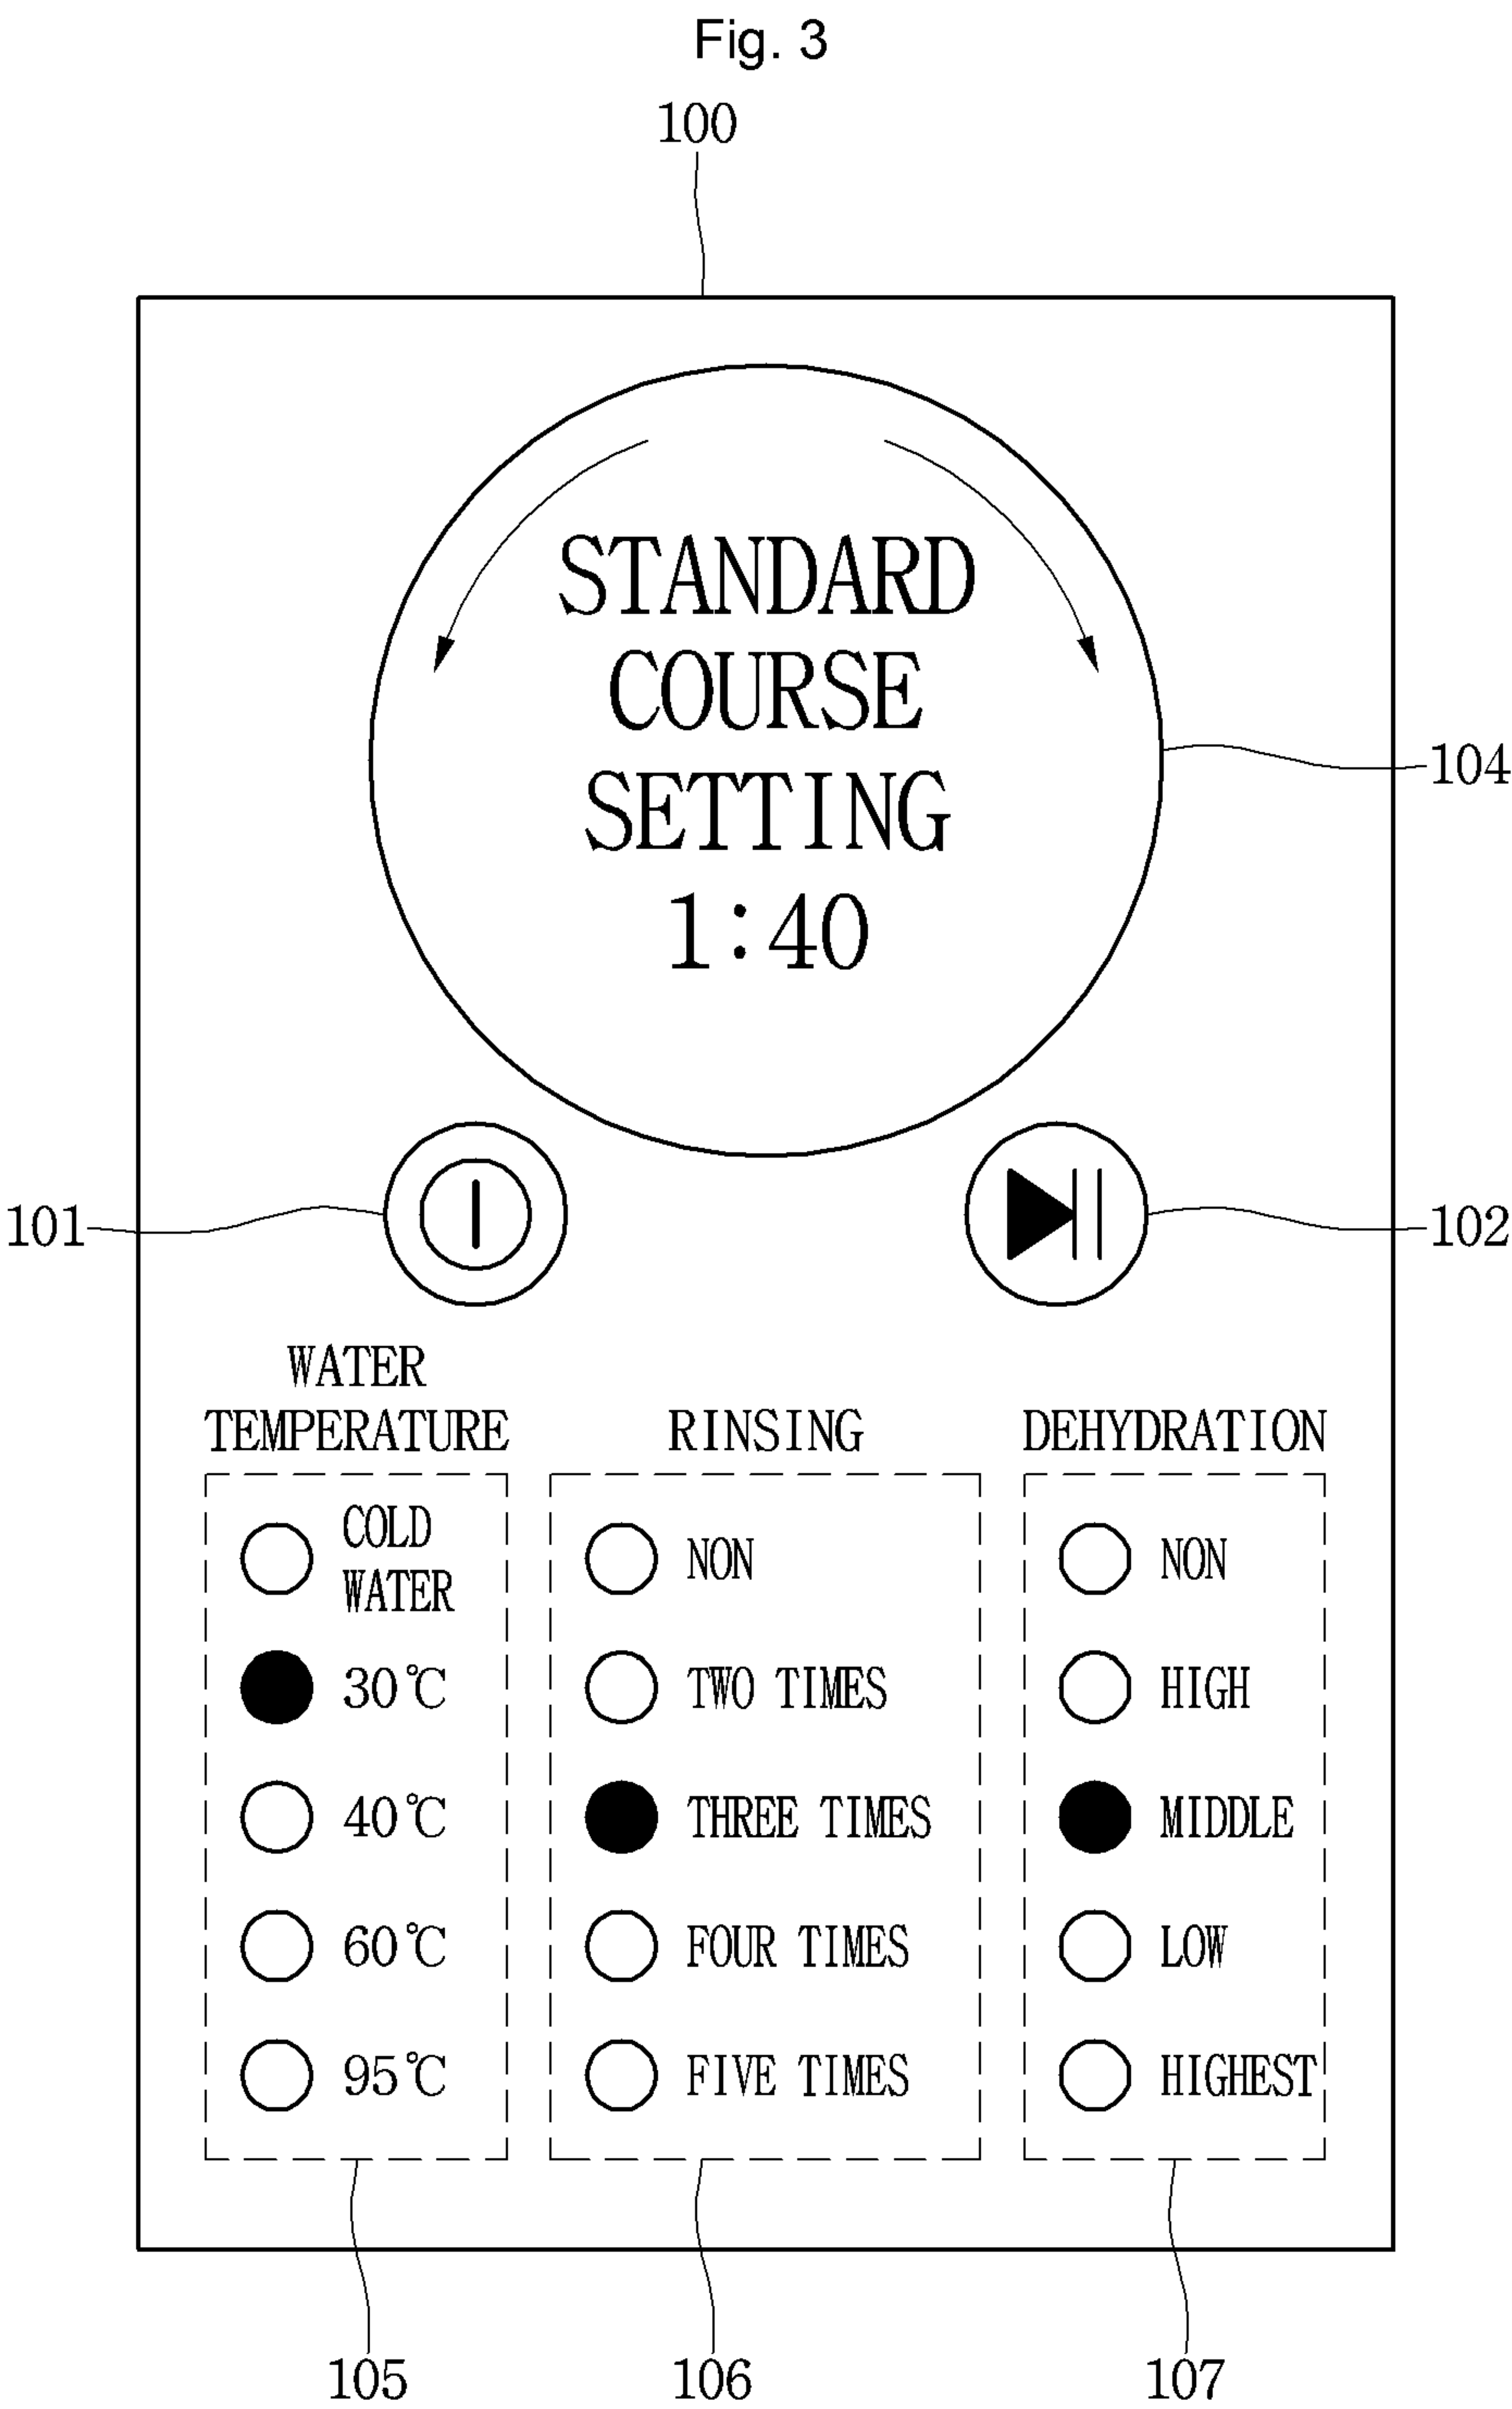 Fig. 3
100
STANDARD
COURSE
SETTING
1:40
104
101
102
WATER
TEMPERATURE
RINSING
DEHYDRATION
COLD
WATER
30℃
40℃
60℃
95℃
NON
TWO TIMES
THREE TIMES
FOUR TIMES
FIVE TIMES
NON
HIGH
MIDDLE
LOW
HIGHEST
105
106
107